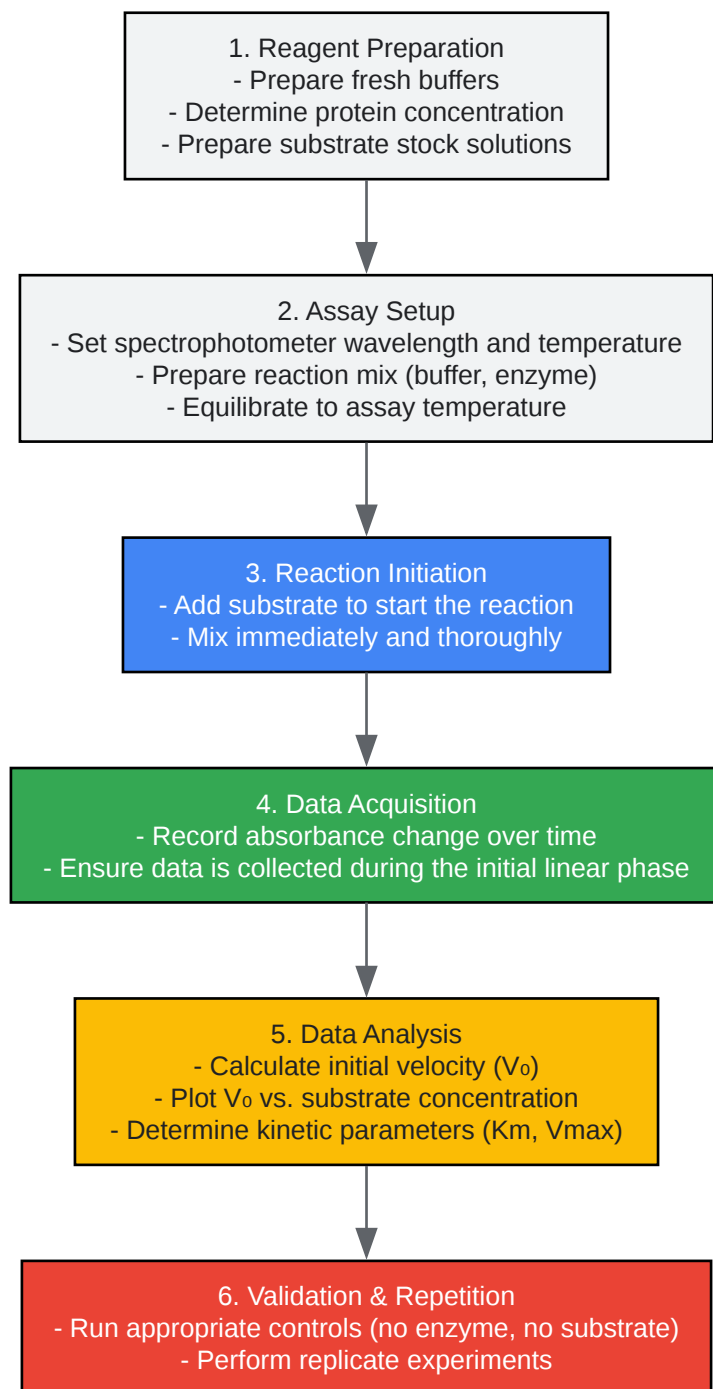 1. Reagent Preparation
- Prepare fresh buffers
- Determine protein concentration
- Prepare substrate stock solutions
2. Assay Setup
- Set spectrophotometer wavelength and temperature
- Prepare reaction mix (buffer, enzyme)
- Equilibrate to assay temperature
3. Reaction Initiation
- Add substrate to start the reaction
- Mix immediately and thoroughly
4. Data Acquisition
- Record absorbance change over time
- Ensure data is collected during the initial linear phase
5. Data Analysis
- Calculate initial velocity (V₀)
- Plot V₀ vs. substrate concentration
- Determine kinetic parameters (Km, Vmax)
6. Validation & Repetition
- Run appropriate controls (no enzyme, no substrate)
- Perform replicate experiments